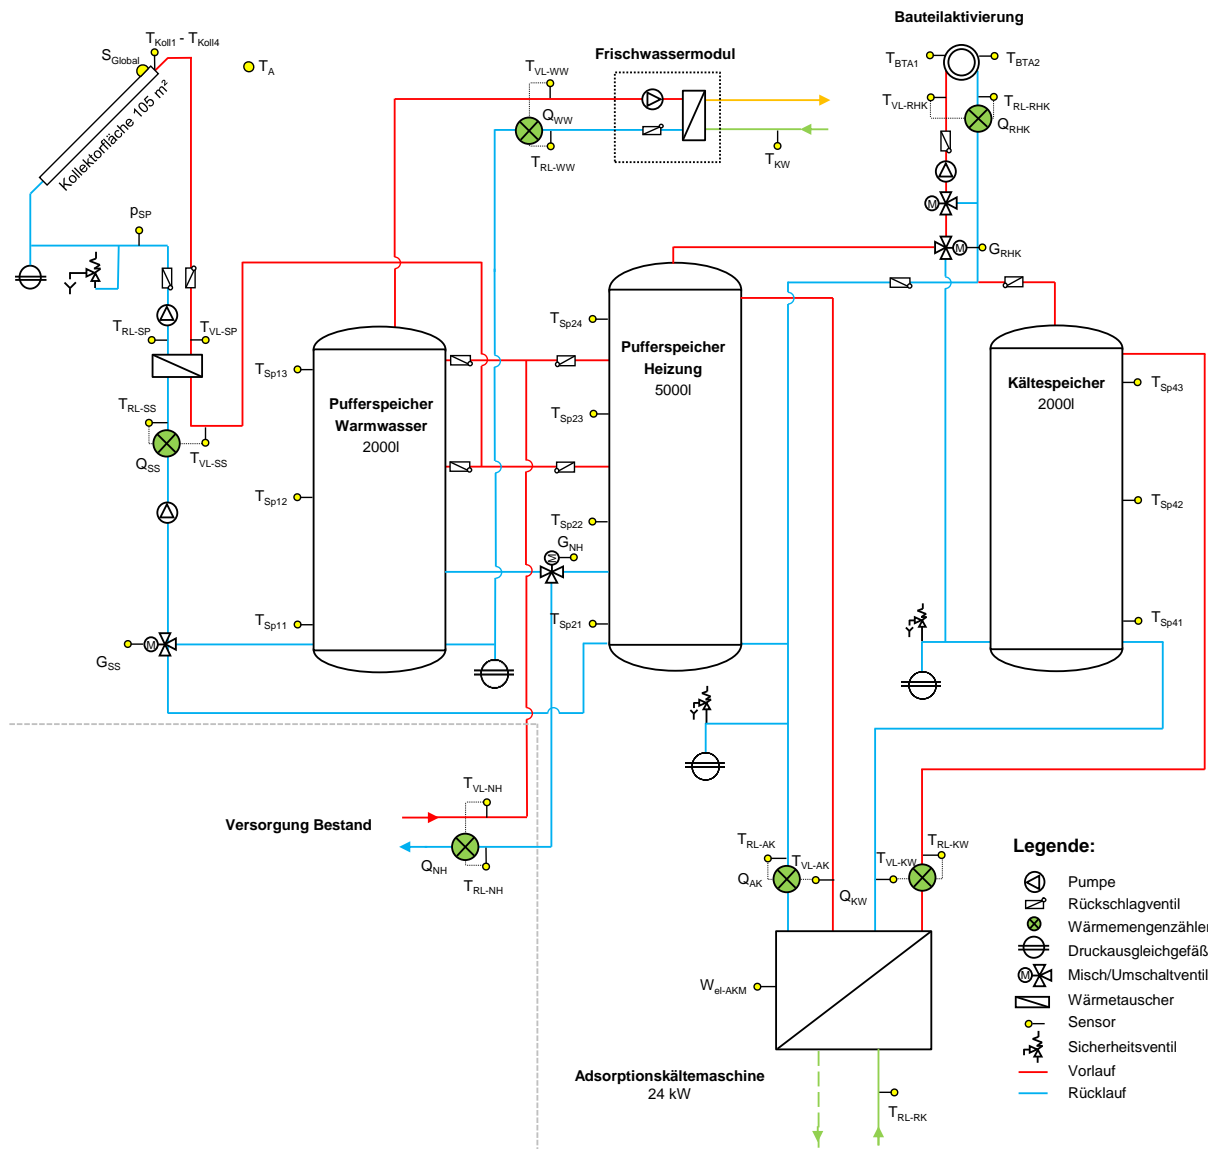 Bauteilaktivierung
T_Koll1 - T_Koll4
S_Global
T_A
Kollektorfläche 105 m²
Frischwassermodul
T_VL-WW
Q_WW
T_RL-WW
T_KW
T_BTA1
T_BTA2
T_VL-RHK
T_RL-RHK
Q_RHK
M
M
G_RHK
p_SP
T_RL-SP
T_VL-SP
T_RL-SS
Q_SS
T_VL-SS
T_Sp13
Pufferspeicher
Warmwasser
2000l
T_Sp12
T_Sp11
M
G_SS
T_Sp24
Pufferspeicher
Heizung
5000l
T_Sp23
T_Sp22
G_NH
M
T_Sp21
Kältespeicher
2000l
T_Sp43
T_Sp42
T_Sp41
T_VL-NH
Versorgung Bestand
Q_NH
T_RL-NH
T_RL-AK
T_VL-AK
Q_AK
Q_KW
T_VL-KW
T_RL-KW
W_el-AKM
Adsorptionskältemaschine
24 kW
T_RL-RK
Legende:
Pumpe
Rückschlagventil
Wärmemengenzähler
Druckausgleichgefäß
M Misch/Umschaltventil
Wärmetauscher
Sensor
Sicherheitsventil
Vorlauf
Rücklauf